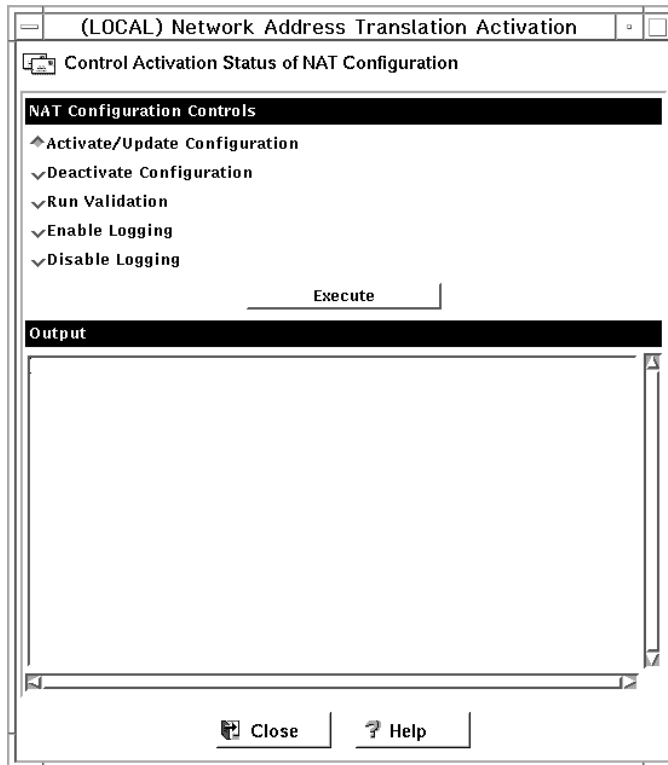 (LOCAL) Network Address Translation Activation
Control Activation Status of NAT Configuration
NAT Configuration Controls
Activate/Update Configuration
Deactivate Configuration
Run Validation
Enable Logging
Disable Logging
Execute
Output
Close
? Help